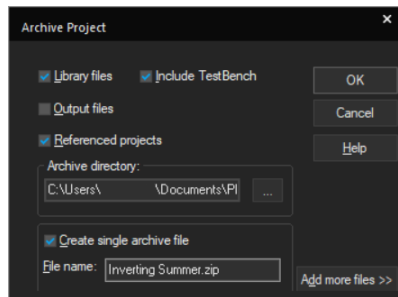 Archive Project
Library files Include TestBench OK
Output files Cancel
Referenced projects Help
Archive directory:
C:\Users\ \Documents\PI ...
Create single archive file
File name: Inverting Summer.zip
Add more files >>